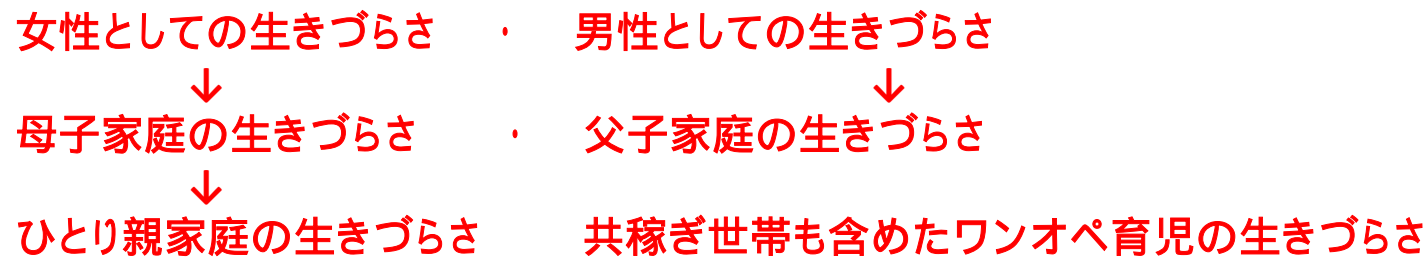 女性としての生きづらさ ・ 男性としての生きづらさ
↓ ↓
母子家庭の生きづらさ ・ 父子家庭の生きづらさ
↓
ひとり親家庭の生きづらさ 共稼ぎ世帯も含めたワンオペ育児の生きづらさ